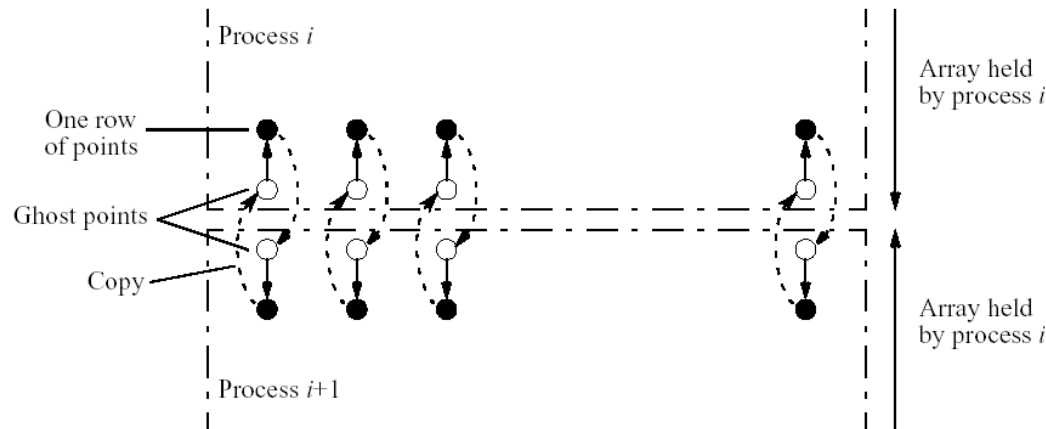 Process i
Array held
by process i
One row
of points
Ghost points
Copy
Array held
by process i
Process i+1